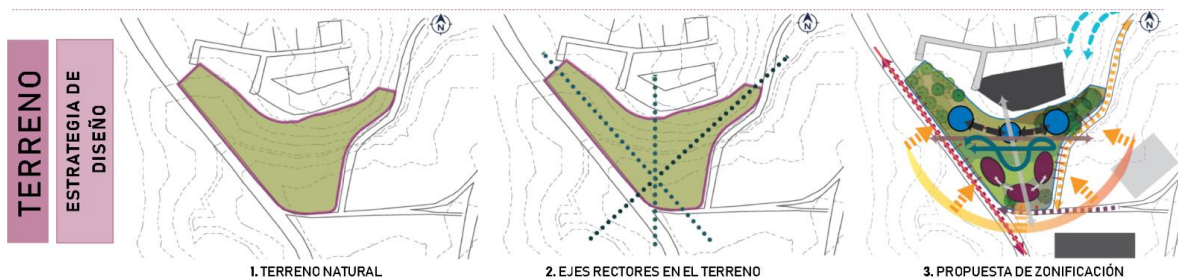 TERRENO
ESTRATEGIA DE
DISEÑO
N
N
N
1. TERRENO NATURAL
2. EJES RECTORES EN EL TERRENO
3. PROPUESTA DE ZONIFICACIÓN